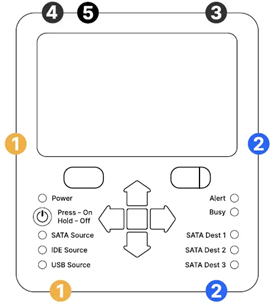 4 5 3
1 2
Power Alert
Press – On Busy
Hold – Off
SATA Source SATA Dest 1
IDE Source SATA Dest 2
USB Source SATA Dest 3
1 2